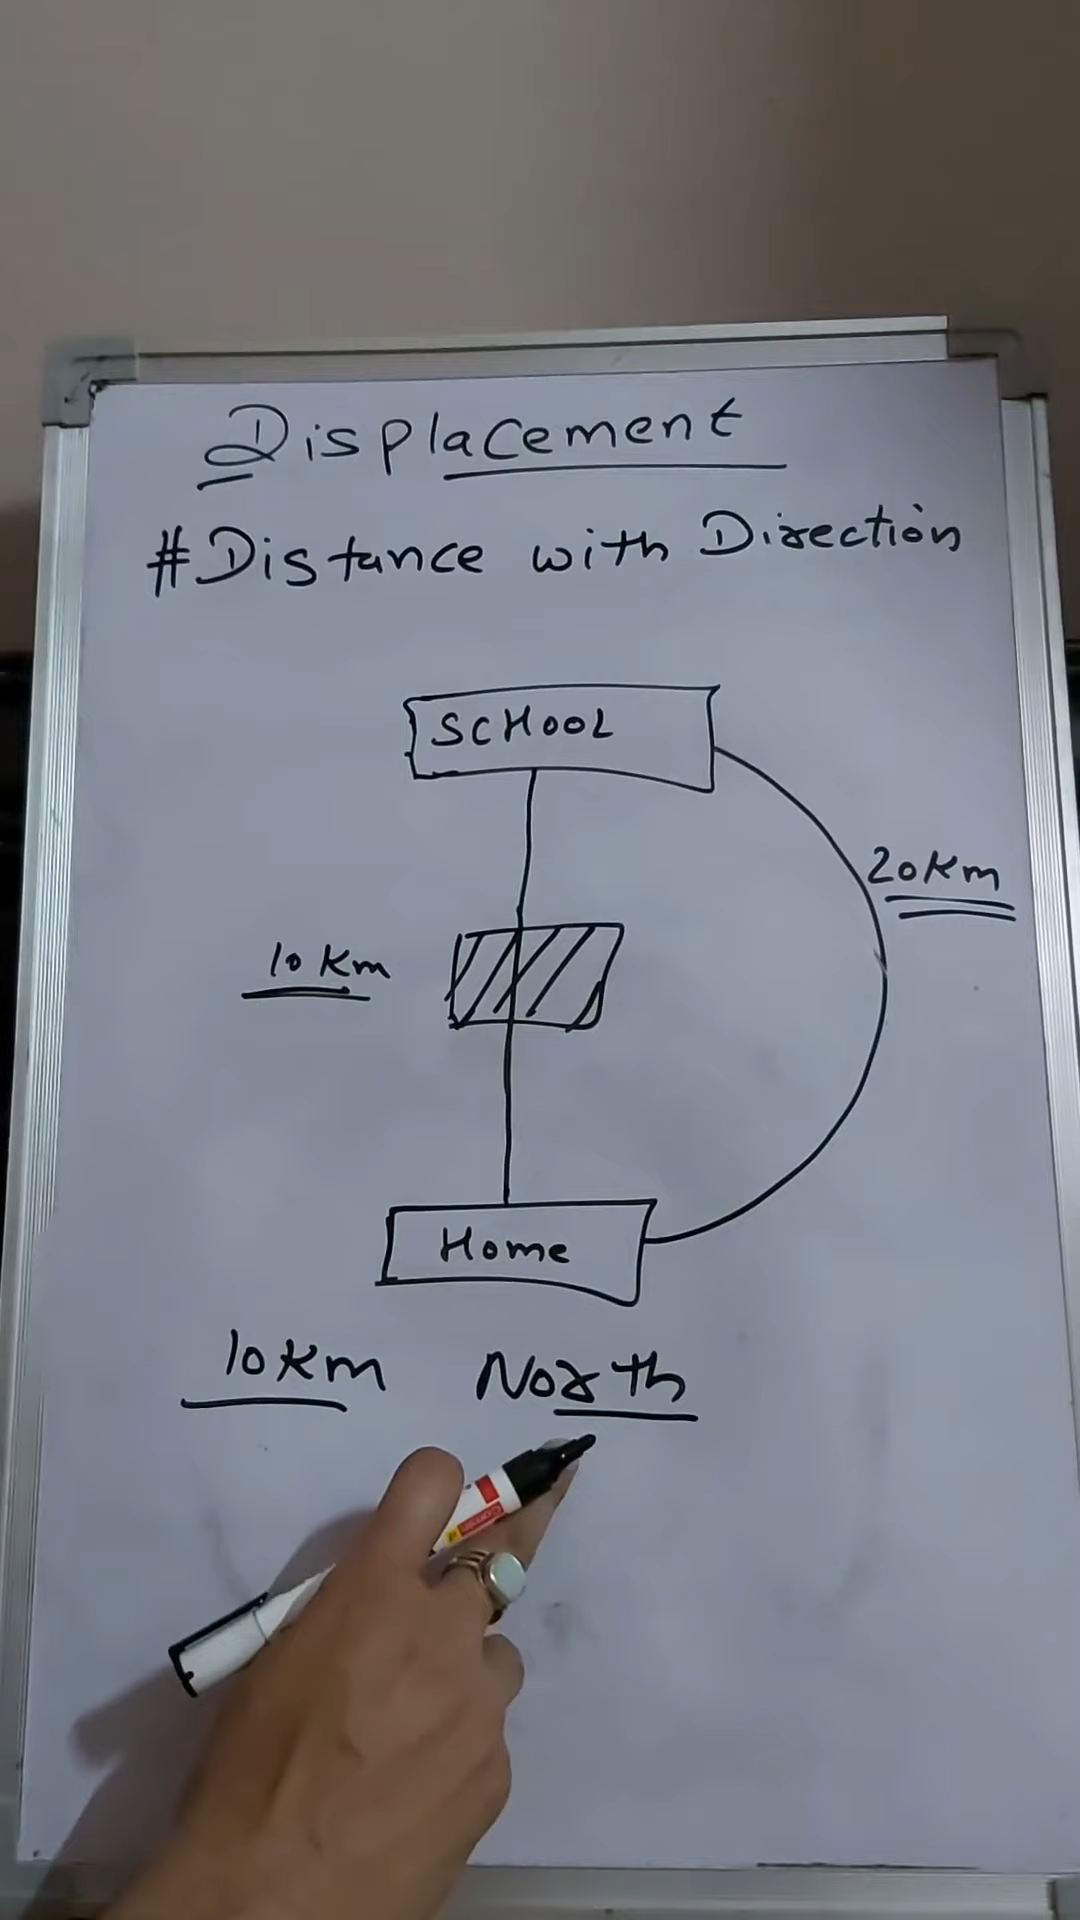 Displacement
#Distance with Direction
SCHOOL
20Km
10 Km
Home
10Km North